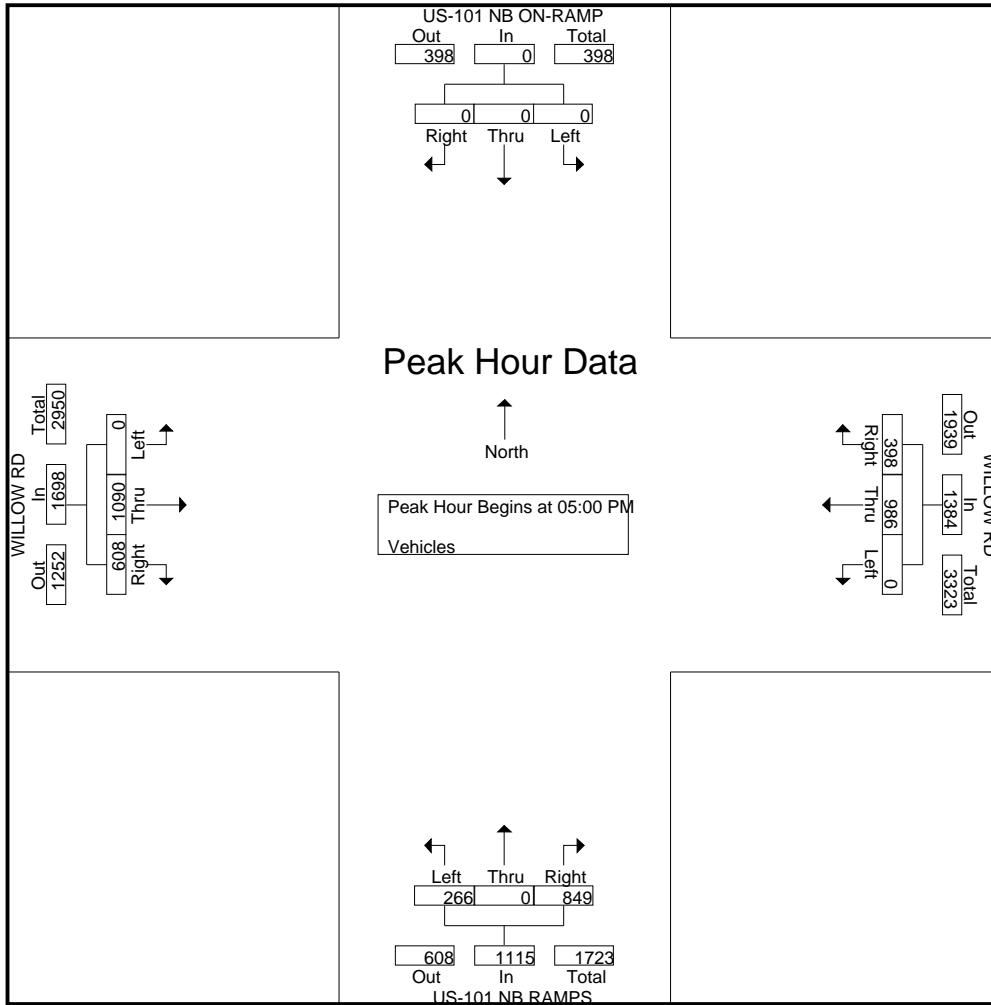 US-101 NB ON-RAMP
Out In Total
398 0 398
0 0 0
Right Thru Left
Peak Hour Data
North
Peak Hour Begins at 05:00 PM
Vehicles
WILLOW RD
Out In Total
1252 1698 2950
608 1090 0
Right Thru Left
WILLOW RD
Out In Total
1939 1384 3323
398 986 0
Right Thru Left
Left Thru Right
266 0 849
608 1115 1723
Out In Total
US-101 NB RAMPS